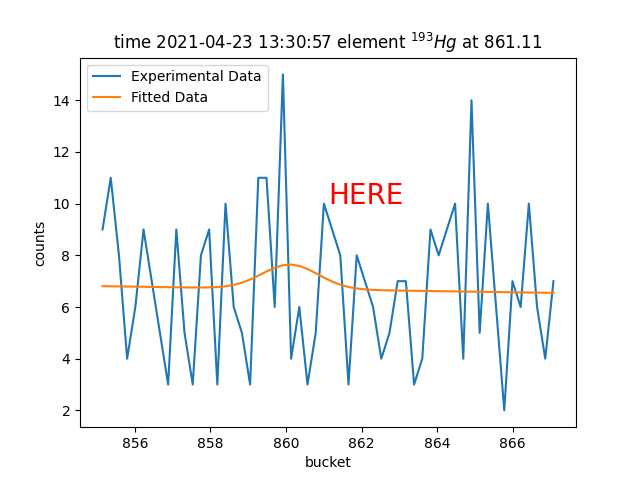 time 2021-04-23 13:30:57 element ¹⁹³Hg at 861.11
Experimental Data
Fitted Data
HERE
counts
14
12
10
8
6
4
2
856 858 860 862 864 866
bucket